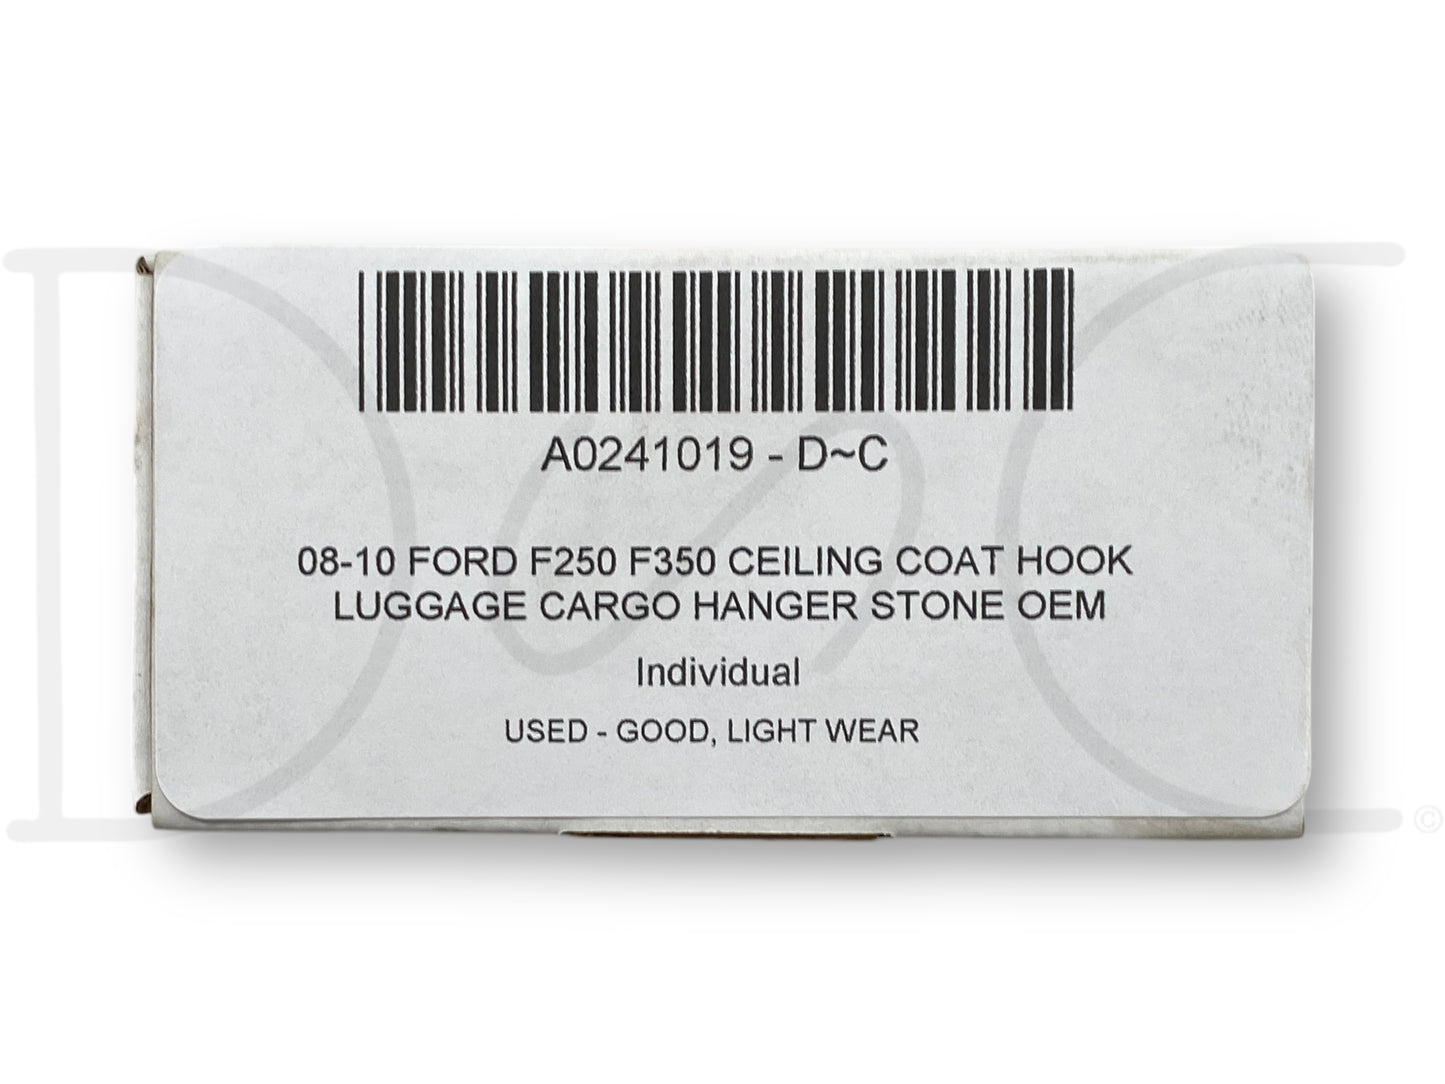 A0241019 - D~C
08-10 FORD F250 F350 CEILING COAT HOOK
LUGGAGE CARGO HANGER STONE OEM
Individual
USED - GOOD, LIGHT WEAR
©